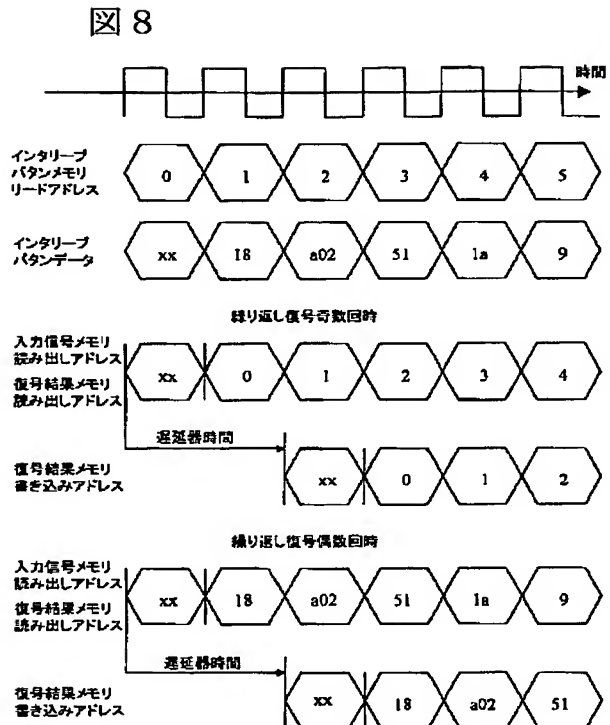 図 8
時間
インタリーブ
パタンメモリ
リードアドレス
0 1 2 3 4 5
インタリーブ
パタンデータ
xx 18 a02 51 1a 9
繰り返し復号奇数回時
入力信号メモリ
読み出しアドレス
復号結果メモリ
読み出しアドレス
xx 0 1 2 3 4
遅延器時間
復号結果メモリ
書き込みアドレス
xx 0 1 2
繰り返し復号偶数回時
入力信号メモリ
読み出しアドレス
復号結果メモリ
読み出しアドレス
xx 18 a02 51 1a 9
遅延器時間
復号結果メモリ
書き込みアドレス
xx 18 a02 51